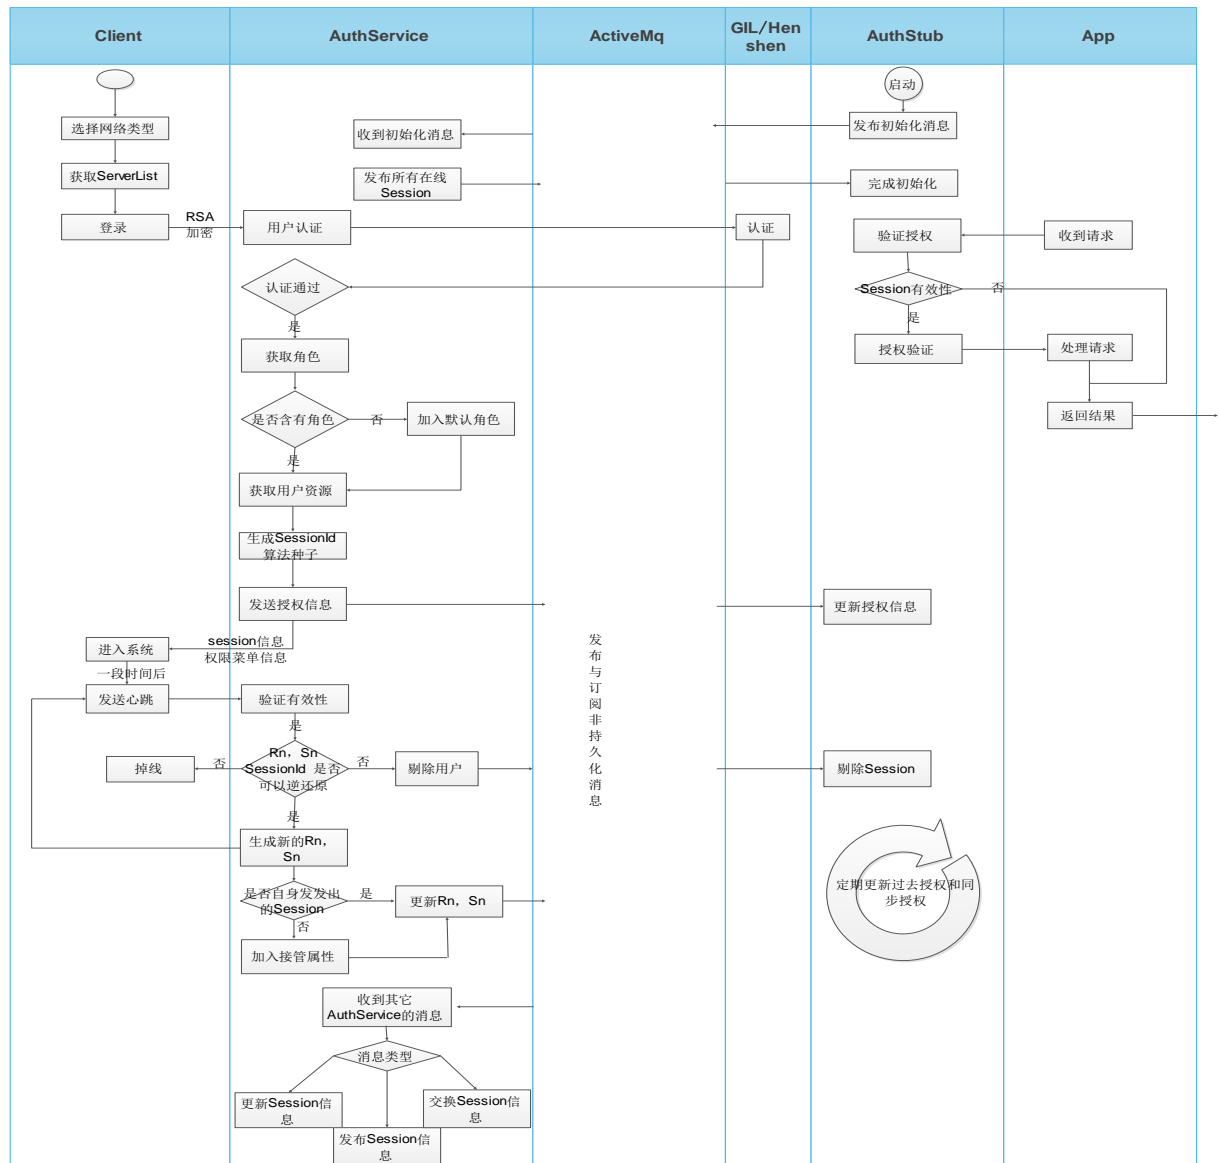 Client
AuthService
ActiveMq
GIL/Hen
shen
AuthStub
App
启动
选择网络类型
收到初始化消息
发布初始化消息
获取ServerList
发布所有在线
Session
完成初始化
登录
RSA
加密
用户认证
认证
验证授权
收到请求
认证通过
Session有效性
否
是
是
获取角色
授权验证
处理请求
是否含有角色
否
加入默认角色
返回结果
是
获取用户资源
生成SessionId
算法种子
发送授权信息
更新授权信息
进入系统
session信息
权限菜单信息
一段时间后
发送心跳
验证有效性
是
发
布
与
订
阅
非
持
久
化
消
息
掉线
否
Rn，Sn
SessionId 是否
可以逆还原
否
剔除用户
剔除Session
是
生成新的Rn，
Sn
定期更新过去授权和同
步授权
是否自身发发出
的Session
是
更新Rn，Sn
否
加入接管属性
收到其它
AuthService的消息
消息类型
更新Session信
息
交换Session信
息
发布Session信
息